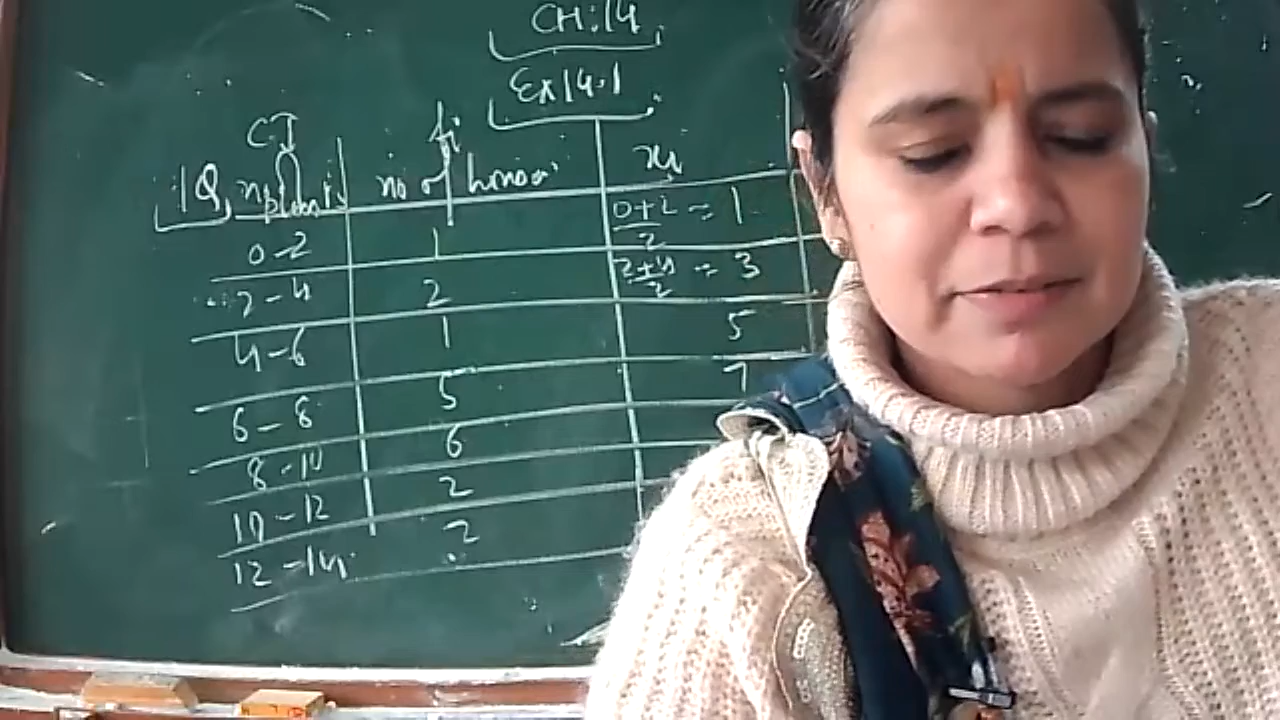 CH:14
Ex 14.1
CI fi
1Q, no of xi
0-2 1 0+2/2 = 1
2-4 2 2+4/2 = 3
4-6 1 5
6-8 5 7
8-10 6
10-12 2
12-14 2